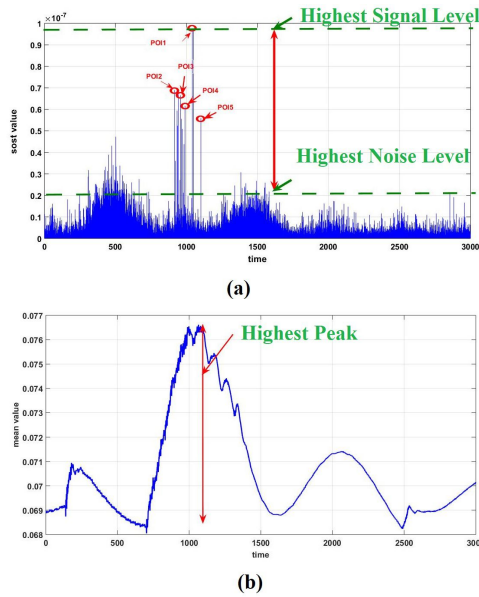 ×10⁻⁷
Highest Signal Level
1
0.9
POI1
0.8
POI2
POI3
0.7
POI4
0.6
POI5
sost value
0.5
0.4
Highest Noise Level
0.3
0.2
0.1
0
0 500 1000 1500 2000 2500 3000
time
(a)
0.077
Highest Peak
0.076
0.075
0.074
0.073
mean value
0.072
0.071
0.07
0.069
0.068
0 500 1000 1500 2000 2500 3000
time
(b)